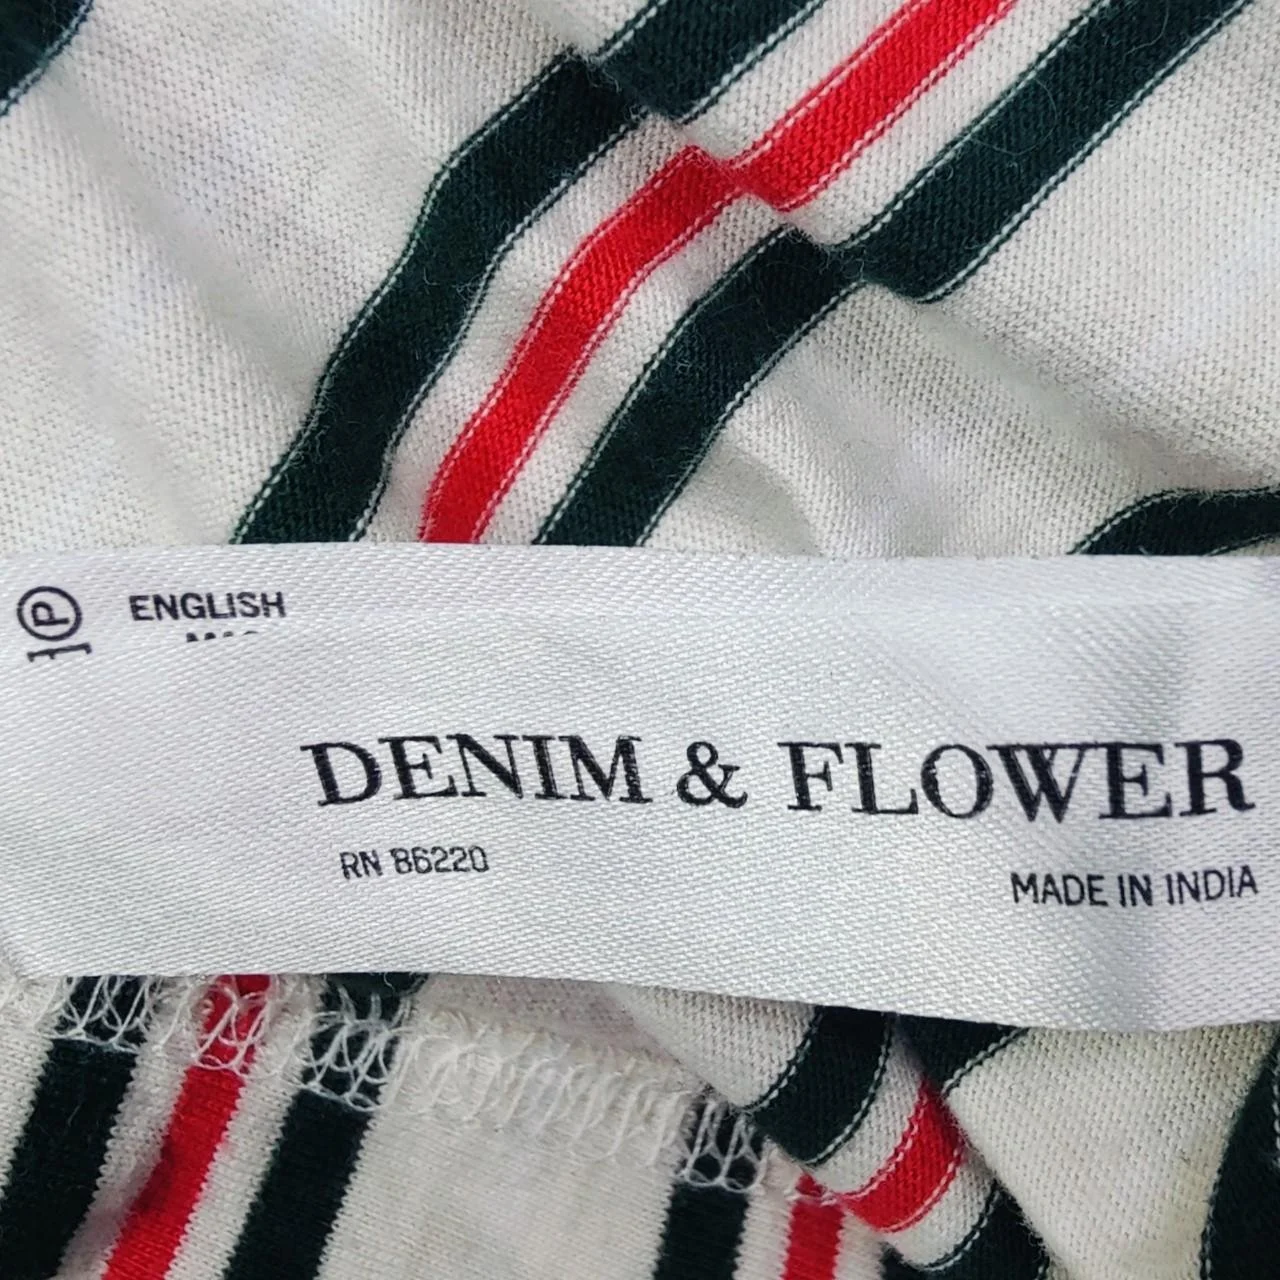 P
ENGLISH
DENIM & FLOWER
RN 86220
MADE IN INDIA